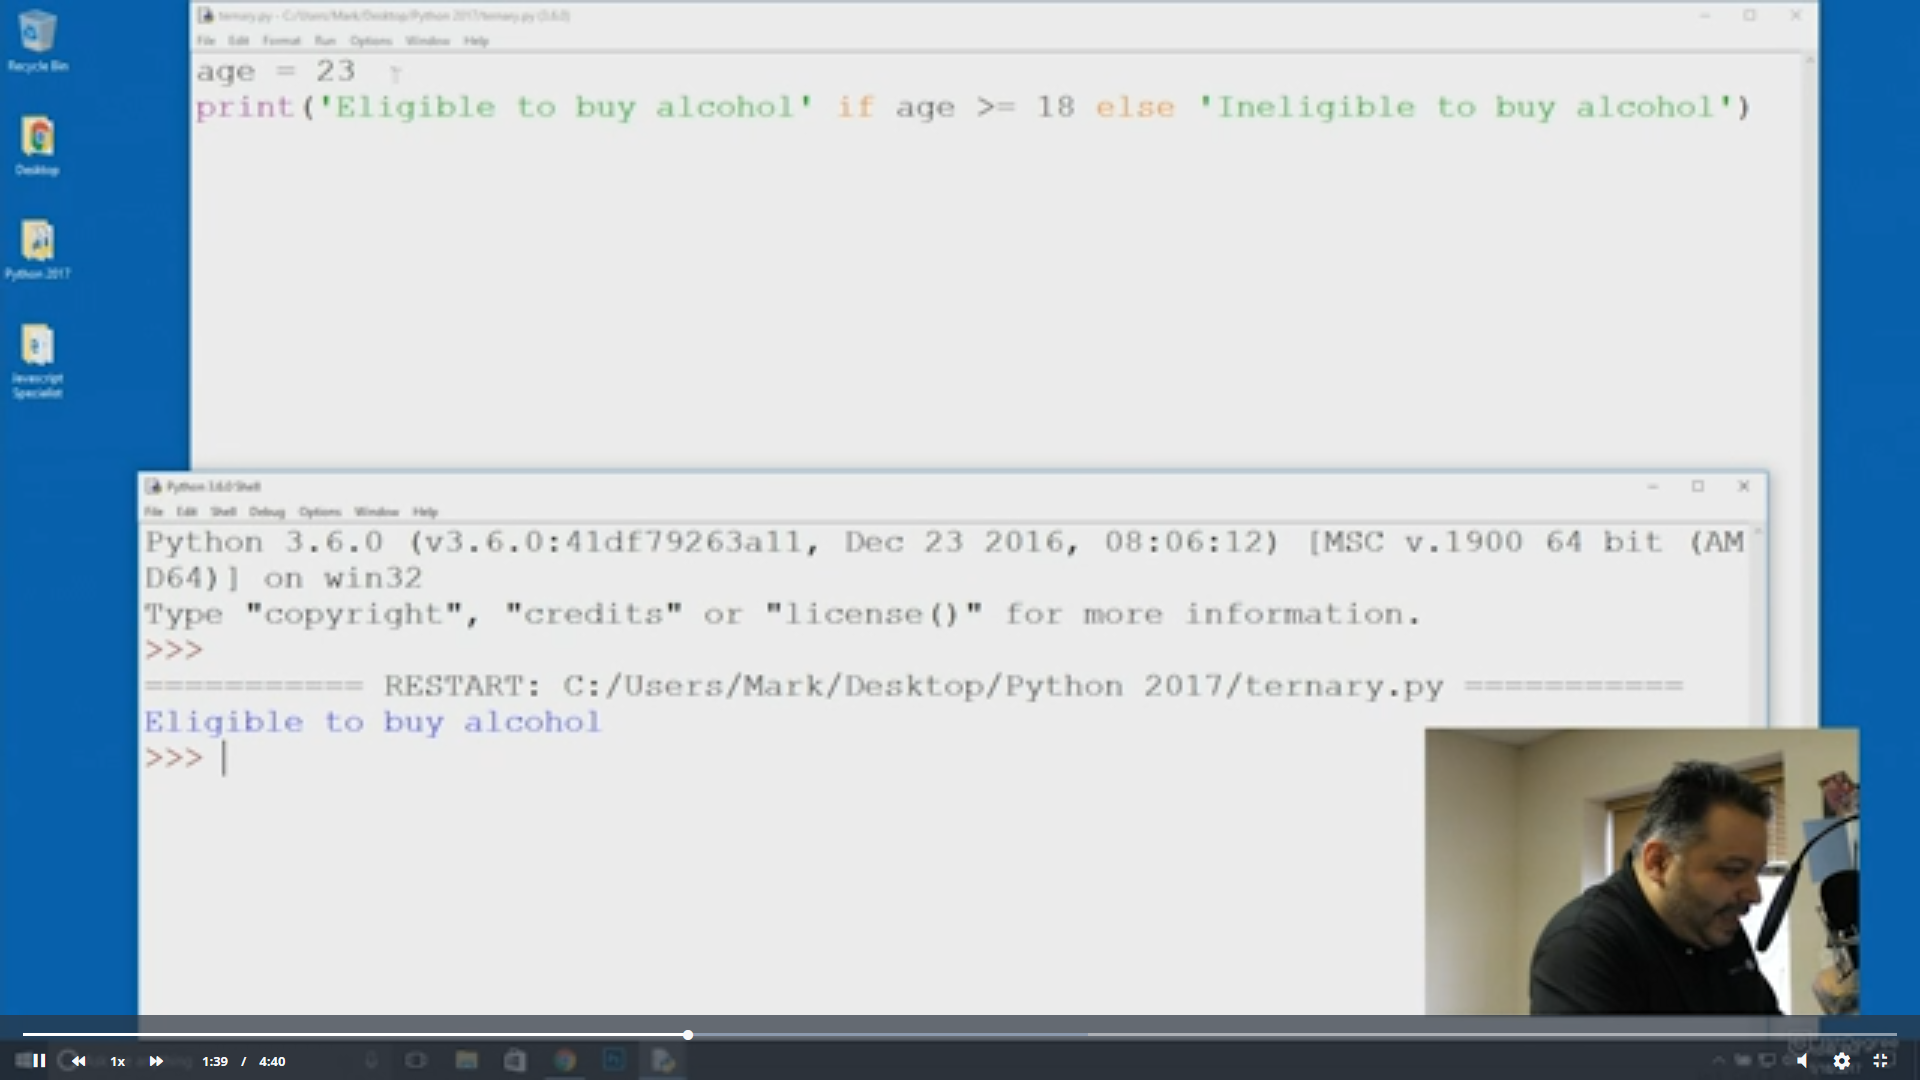 ternary.py - C:/Users/Mark/Desktop/Python 2017/ternary.py (3.6.0)
File Edit Format Run Options Window Help
age = 23
print('Eligible to buy alcohol' if age >= 18 else 'Ineligible to buy alcohol')
Recycle Bin
Desktop
Python 2017
Javascript
Specialist
Python 3.6.0 Shell
File Edit Shell Debug Options Window Help
Python 3.6.0 (v3.6.0:41df79263a11, Dec 23 2016, 08:06:12) [MSC v.1900 64 bit (AM
D64)] on win32
Type "copyright", "credits" or "license()" for more information.
>>>
=========== RESTART: C:/Users/Mark/Desktop/Python 2017/ternary.py ===========
Eligible to buy alcohol
>>>
1x 1:39 / 4:40